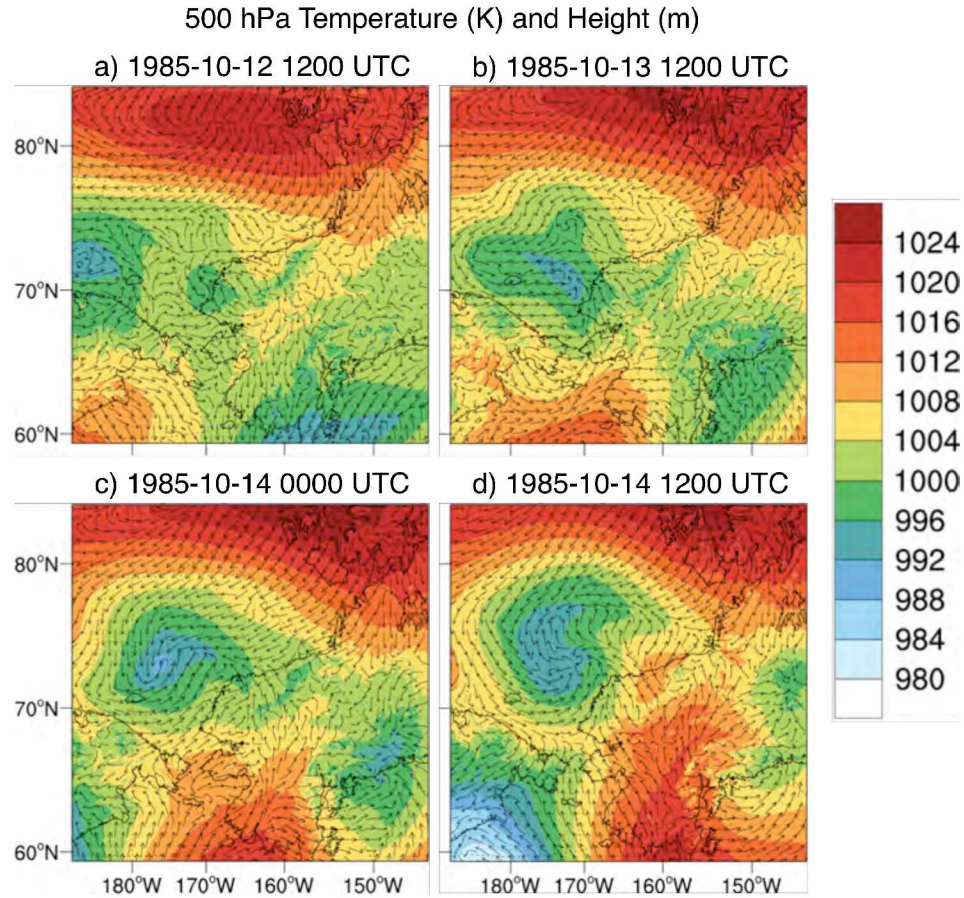 500 hPa Temperature (K) and Height (m)
a) 1985-10-12 1200 UTC
b) 1985-10-13 1200 UTC
80°N
70°N
60°N
c) 1985-10-14 0000 UTC
d) 1985-10-14 1200 UTC
80°N
70°N
60°N
180°W 170°W 160°W 150°W
180°W 170°W 160°W 150°W
1024
1020
1016
1012
1008
1004
1000
996
992
988
984
980